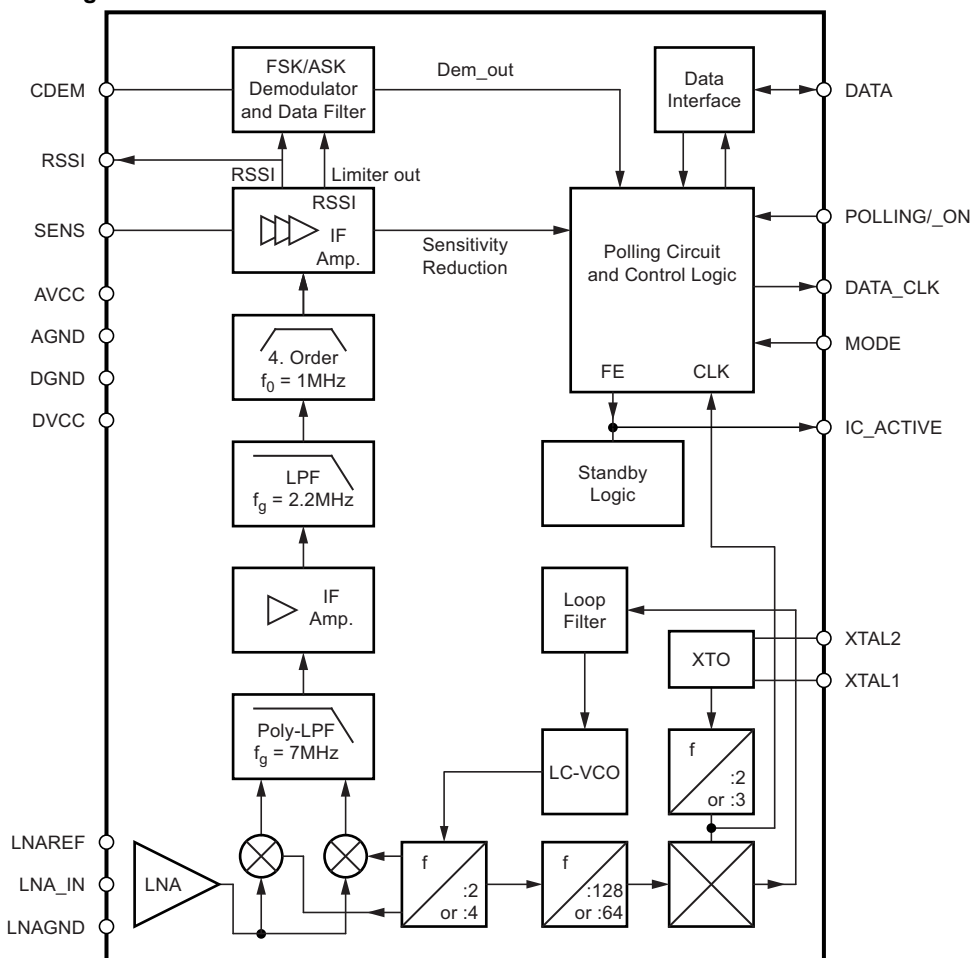 CDEM
RSSI
SENS
AVCC
AGND
DGND
DVCC
LNAREF
LNA_IN
LNAGND
FSK/ASK
Demodulator
and Data Filter
Dem_out
RSSI
Limiter out
RSSI
IF
Amp.
Sensitivity
Reduction
4. Order
f0 = 1MHz
LPF
fg = 2.2MHz
IF
Amp.
Poly-LPF
fg = 7MHz
LNA
Data
Interface
Polling Circuit
and Control Logic
FE
CLK
Standby
Logic
Loop
Filter
XTO
LC-VCO
f
:2
or :3
f
:2
or :4
f
:128
or :64
DATA
POLLING/_ON
DATA_CLK
MODE
IC_ACTIVE
XTAL2
XTAL1